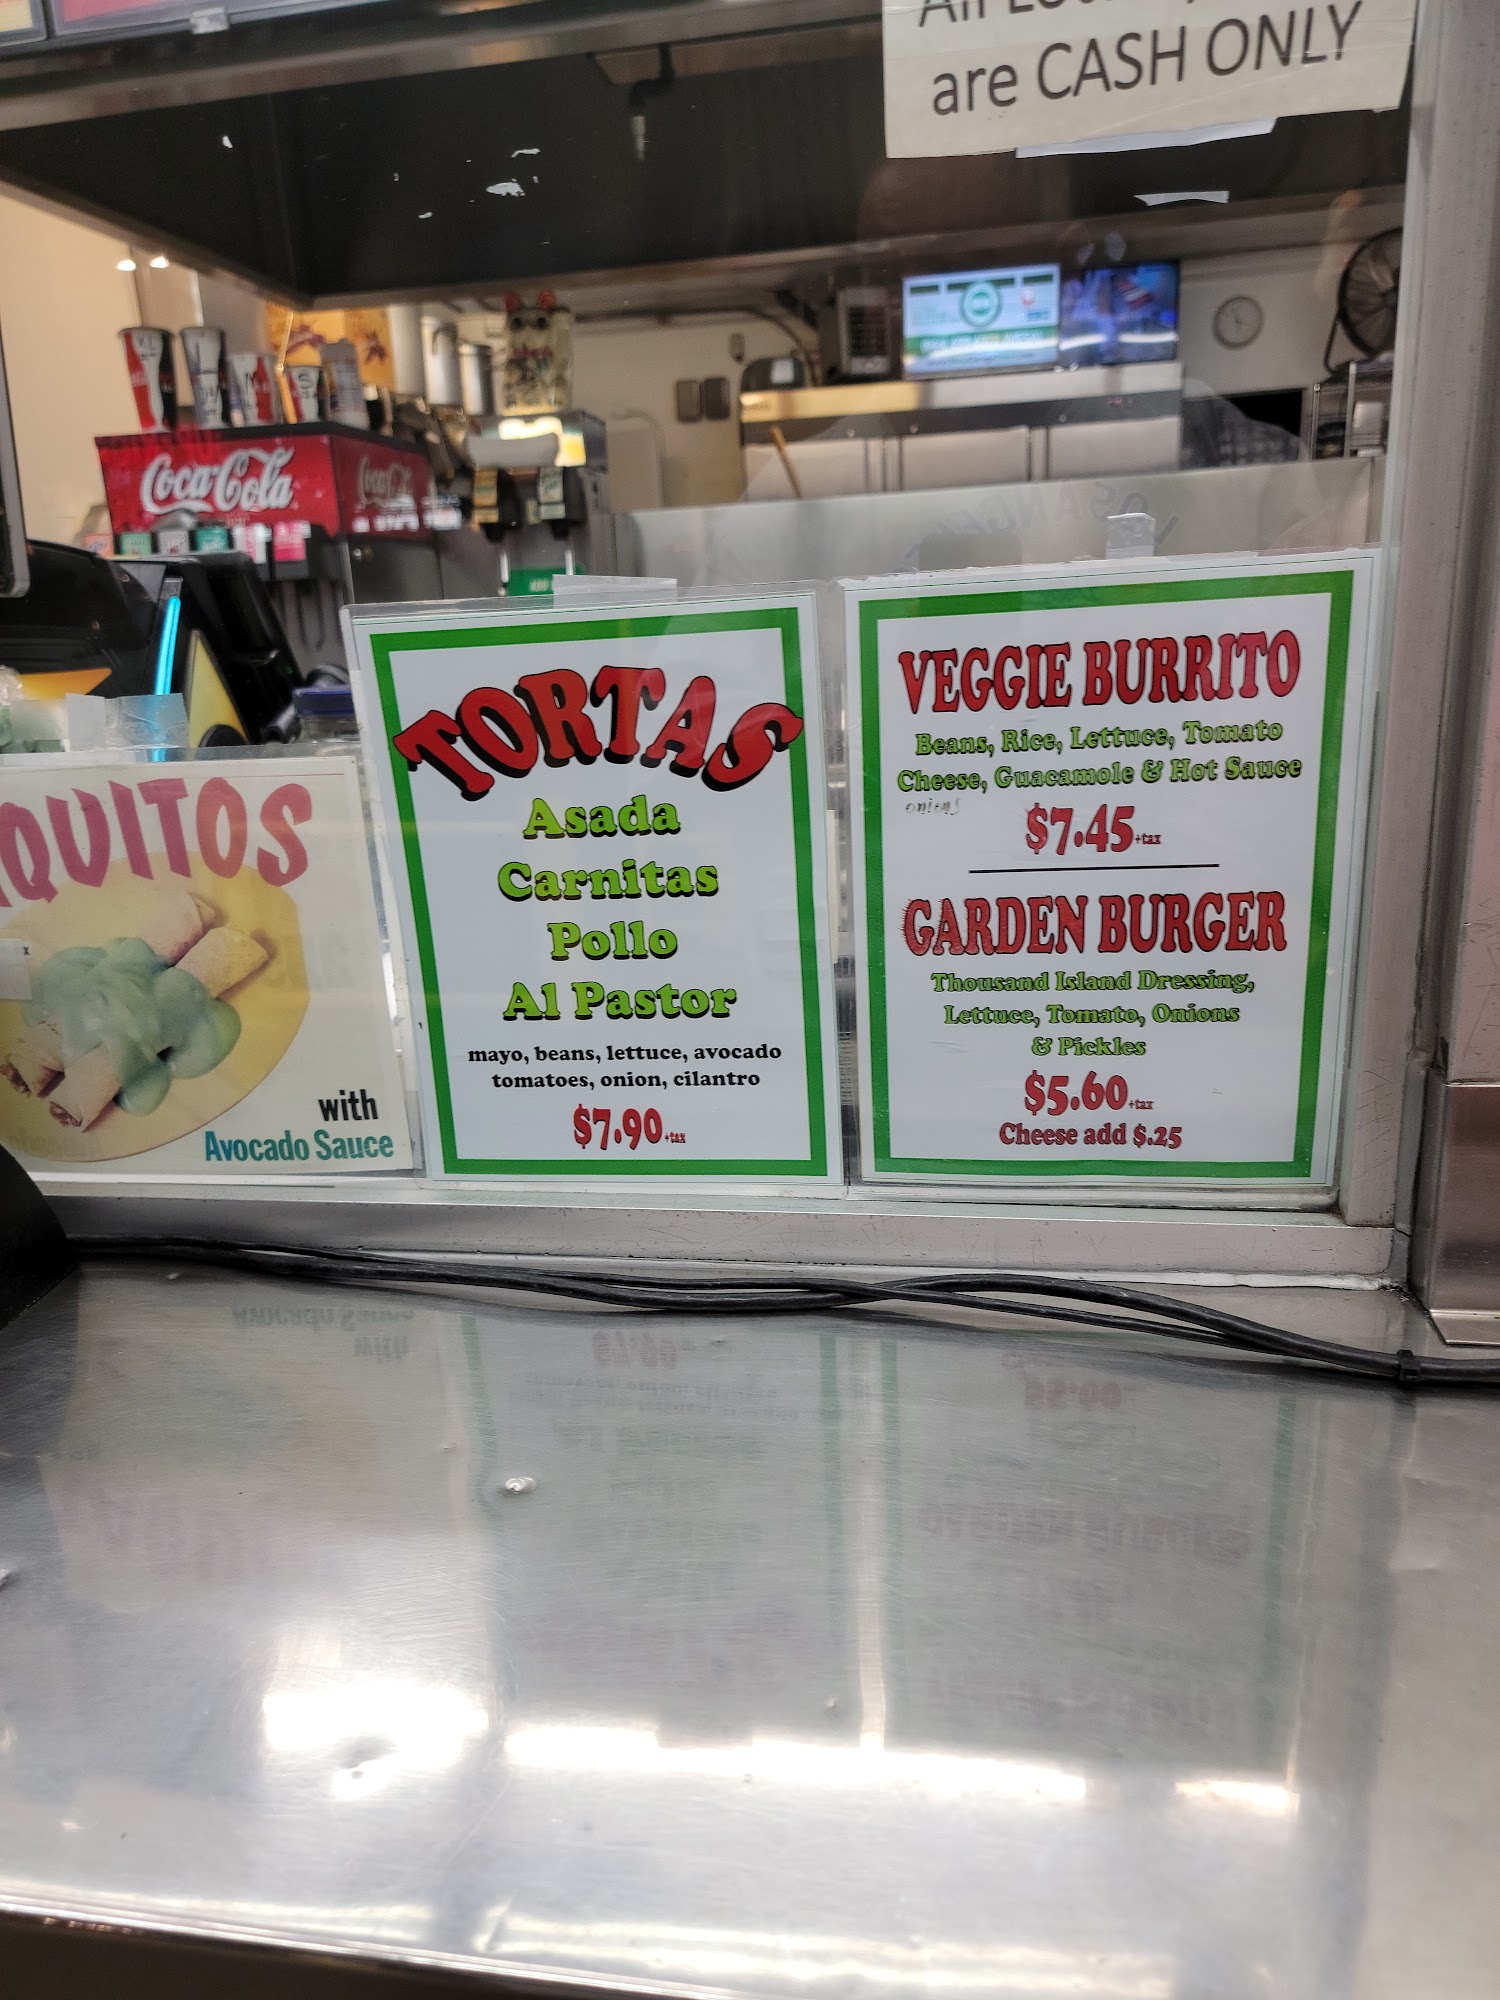 are CASH ONLY
Coca-Cola
QUITOS
with
Avocado Sauce
TORTAS
Asada
Carnitas
Pollo
Al Pastor
mayo, beans, lettuce, avocado
tomatoes, onion, cilantro
$7.90+tax
VEGGIE BURRITO
Beans, Rice, Lettuce, Tomato
Cheese, Guacamole & Hot Sauce
onions
$7.45+tax
GARDEN BURGER
Thousand Island Dressing,
Lettuce, Tomato, Onions
& Pickles
$5.60+tax
Cheese add $.25